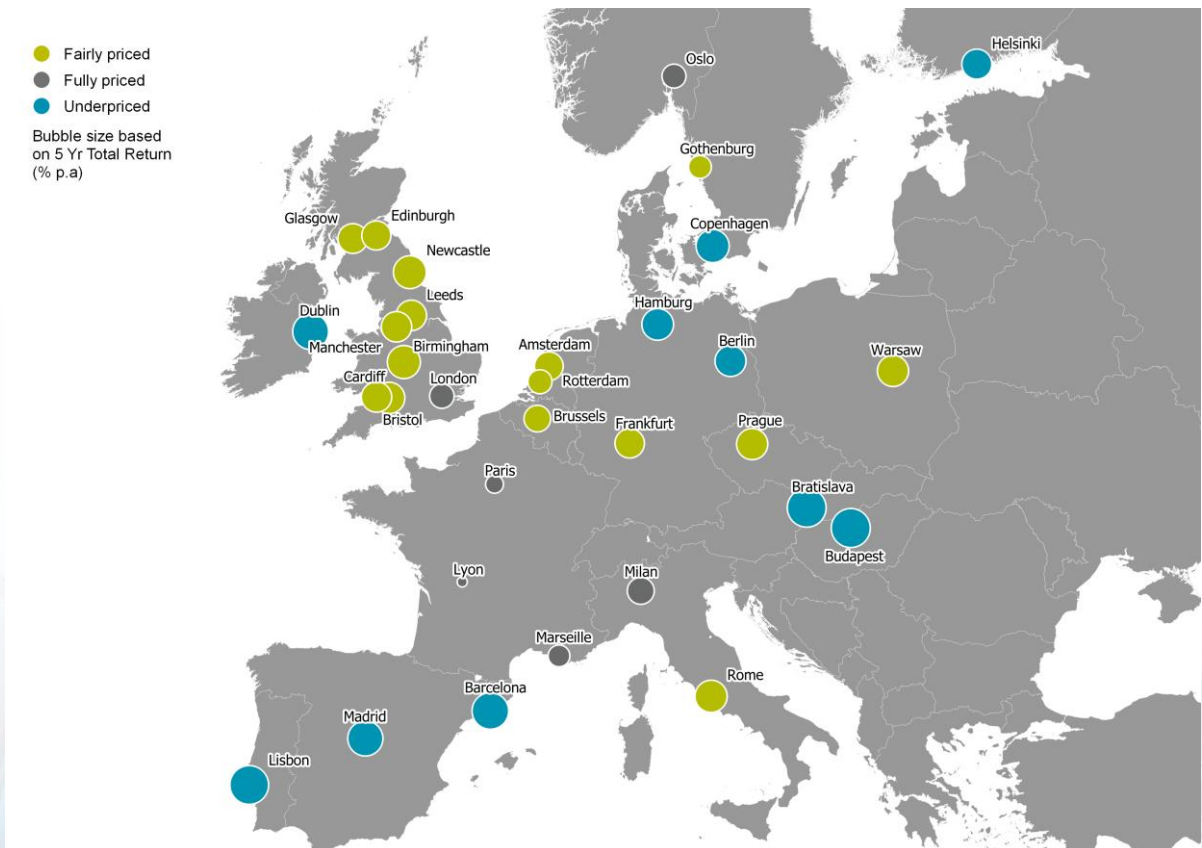 Fairly priced
Fully priced
Underpriced
Bubble size based
on 5 Yr Total Return
(% p.a)
Helsinki
Oslo
Gothenburg
Copenhagen
Glasgow
Edinburgh
Newcastle
Leeds
Dublin
Manchester
Birmingham
Cardiff
London
Bristol
Hamburg
Berlin
Amsterdam
Rotterdam
Warsaw
Brussels
Frankfurt
Prague
Paris
Bratislava
Budapest
Lyon
Milan
Marseille
Rome
Barcelona
Madrid
Lisbon